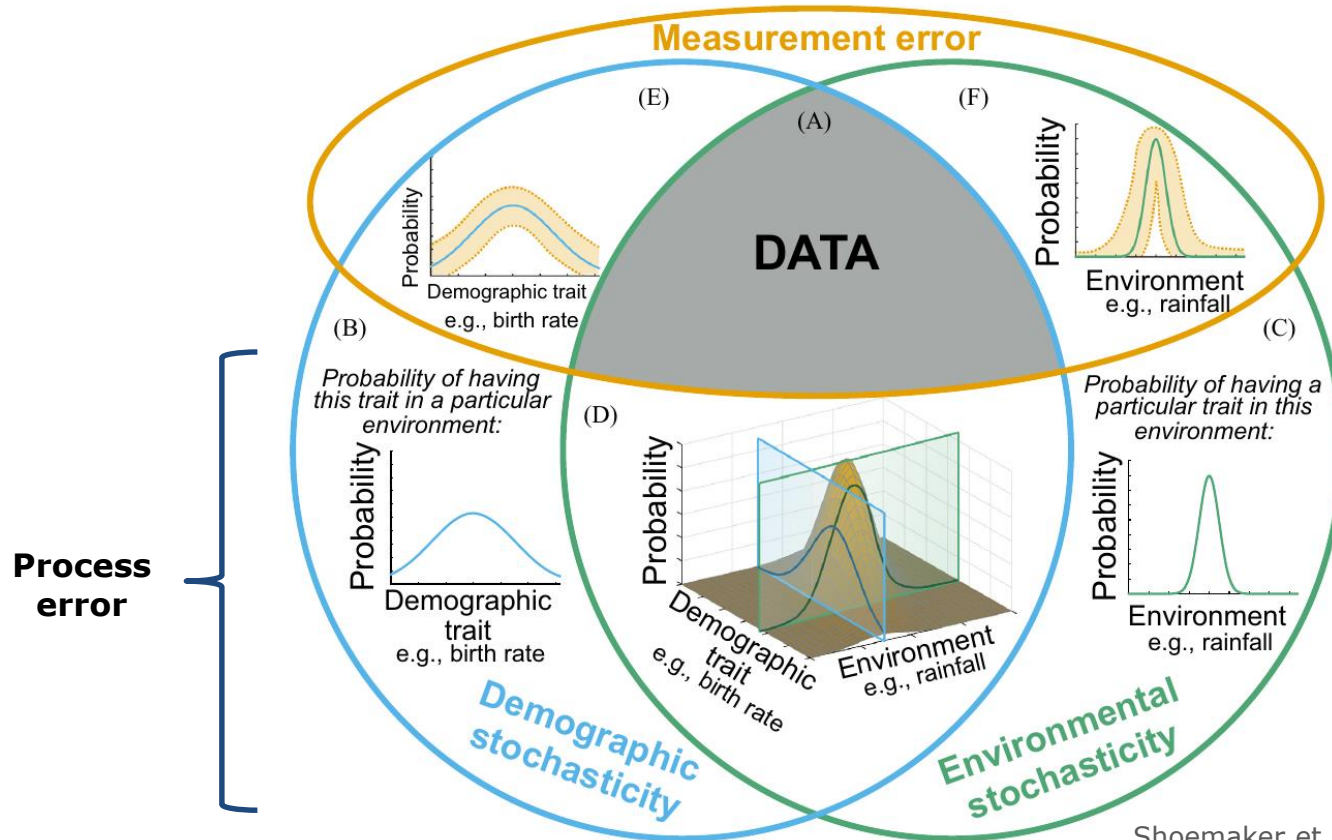 Measurement error
(E)
(F)
(A)
Probability
Demographic trait
e.g., birth rate
DATA
Probability
Environment
e.g., rainfall
(B)
(C)
Probability of having
this trait in a particular
environment:
Probability
Demographic
trait
e.g., birth rate
(D)
Probability
Demographic
trait
e.g., birth rate
Environment
e.g., rainfall
Probability of having a
particular trait in this
environment:
Probability
Environment
e.g., rainfall
Process
error
Demographic
stochasticity
Environmental
stochasticity
Shoemaker et